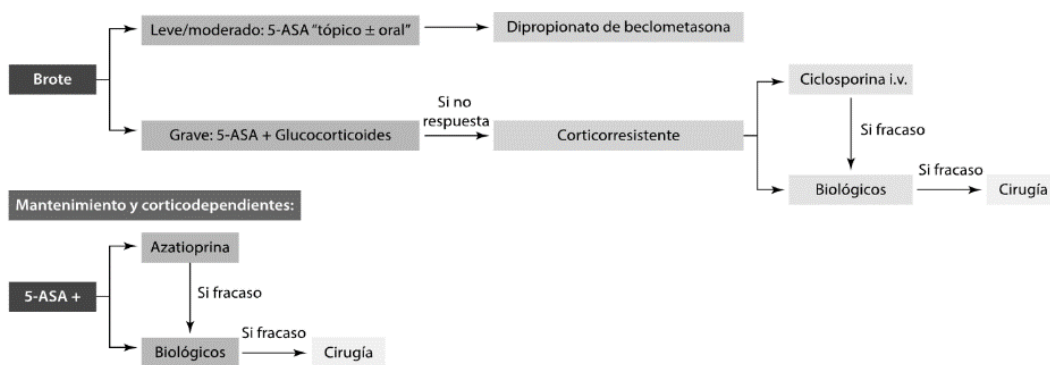 Leve/moderado: 5-ASA “tópico ± oral”
Dipropionato de beclometasona
Brote
Grave: 5-ASA + Glucocorticoides
Si no
respuesta
Corticorresistente
Ciclosporina i.v.
Si fracaso
Biológicos
Si fracaso
Cirugía
Mantenimiento y corticodependientes:
5-ASA +
Azatioprina
Si fracaso
Biológicos
Si fracaso
Cirugía